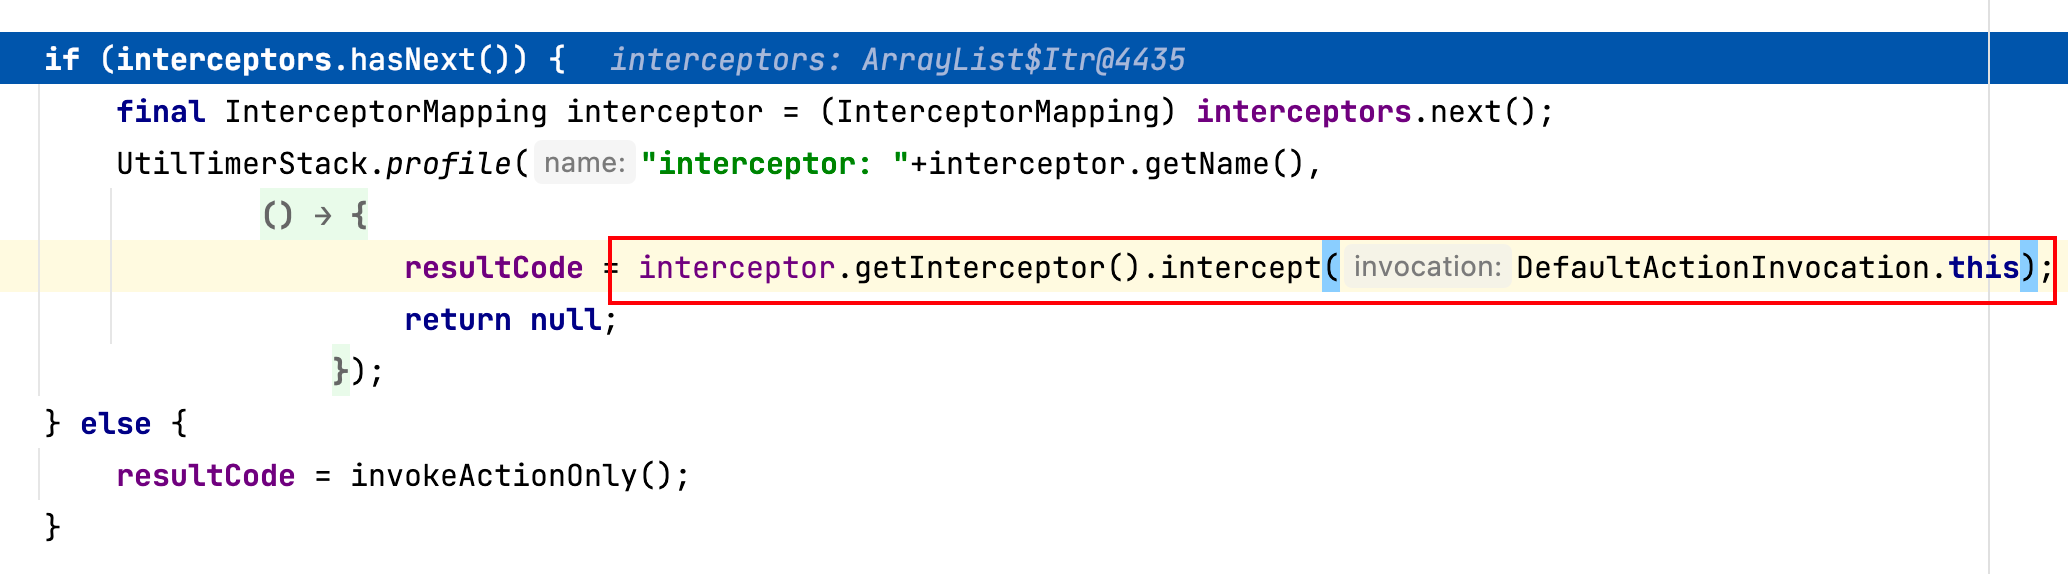 if (interceptors.hasNext()) {   interceptors: ArrayList$Itr@4435
    final InterceptorMapping interceptor = (InterceptorMapping) interceptors.next();
    UtilTimerStack.profile( name: "interceptor: "+interceptor.getName(),
            () → {
                    resultCode = interceptor.getInterceptor().intercept( invocation: DefaultActionInvocation.this);
                    return null;
                });
} else {
    resultCode = invokeActionOnly();
}